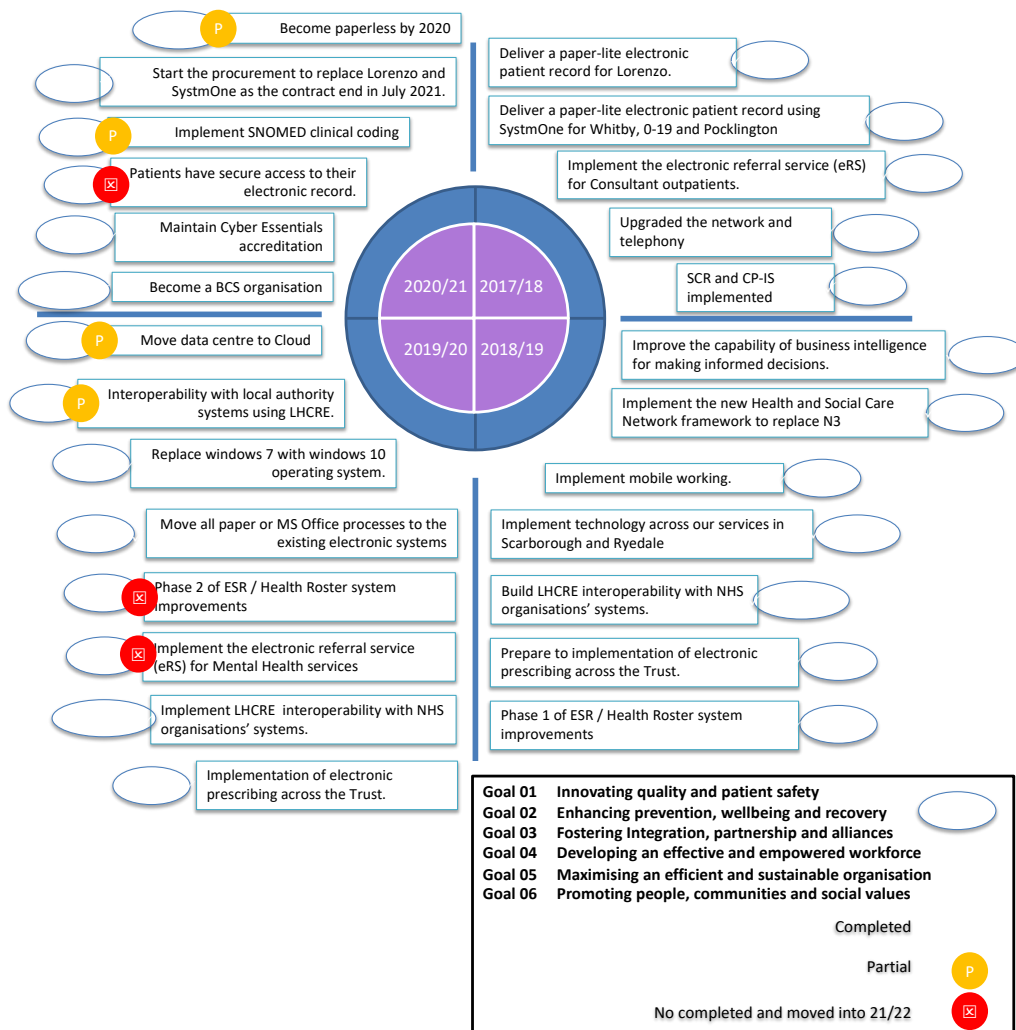 P
Become paperless by 2020
Start the procurement to replace Lorenzo and
SystmOne as the contract end in July 2021.
P
Implement SNOMED clinical coding
Patients have secure access to their
electronic record.
Maintain Cyber Essentials
accreditation
Become a BCS organisation
Deliver a paper-lite electronic
patient record for Lorenzo.
Deliver a paper-lite electronic patient record using
SystmOne for Whitby, 0-19 and Pocklington
Implement the electronic referral service (eRS)
for Consultant outpatients.
Upgraded the network and
telephony
SCR and CP-IS
implemented
2020/21
2017/18
2019/20
2018/19
P
Move data centre to Cloud
P
Interoperability with local authority
systems using LHCRE.
Replace windows 7 with windows 10
operating system.
Move all paper or MS Office processes to the
existing electronic systems
Phase 2 of ESR / Health Roster system
improvements
Implement the electronic referral service
(eRS) for Mental Health services
Implement LHCRE interoperability with NHS
organisations' systems.
Implementation of electronic
prescribing across the Trust.
Improve the capability of business intelligence
for making informed decisions.
Implement the new Health and Social Care
Network framework to replace N3
Implement mobile working.
Implement technology across our services in
Scarborough and Ryedale
Build LHCRE interoperability with NHS
organisations' systems.
Prepare to implementation of electronic
prescribing across the Trust.
Phase 1 of ESR / Health Roster system
improvements
Goal 01 Innovating quality and patient safety
Goal 02 Enhancing prevention, wellbeing and recovery
Goal 03 Fostering Integration, partnership and alliances
Goal 04 Developing an effective and empowered workforce
Goal 05 Maximising an efficient and sustainable organisation
Goal 06 Promoting people, communities and social values
Completed
Partial
P
No completed and moved into 21/22